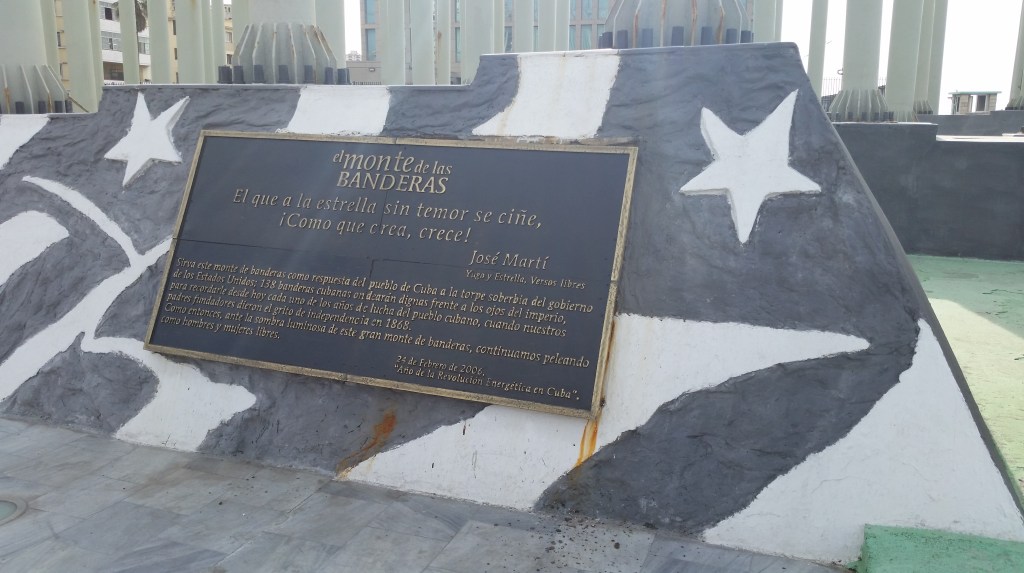 el MONTE de las
BANDERAS
El que a la estrella sin temor se ciñe,
¡Como que crea, crece!
José Martí
Yugo y Estrella, Versos libres
Sirva este monte de banderas como respuesta del pueblo de Cuba a la torpe soberbia del gobierno
de los Estados Unidos; 138 banderas cubanas ondearán dignas frente a los ojos del imperio,
para recordarle desde hoy cada uno de los años de lucha del pueblo cubano, cuando nuestros
padres fundadores dieron el grito de independencia en 1868.
Como entonces, ante la sombra luminosa de este gran monte de banderas, continuamos peleando
como hombres y mujeres libres.
24 de Febrero de 2006.
"Año de la Revolución Energética en Cuba".